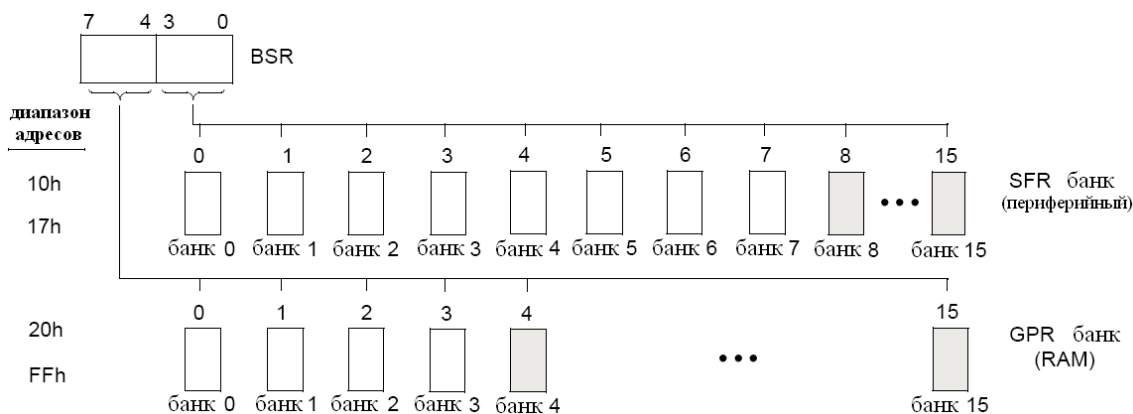 7 4 3 0
BSR
диапазон
адресов
0 1 2 3 4 5 6 7 8 15
10h
17h
SFR банк
(периферийный)
банк 0 банк 1 банк 2 банк 3 банк 4 банк 5 банк 6 банк 7 банк 8 банк 15
0 1 2 3 4 15
20h
FFh
GPR банк
(RAM)
банк 0 банк 1 банк 2 банк 3 банк 4 банк 15